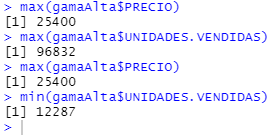 > max(gamaAlta$PRECIO)
[1] 25400
> max(gamaAlta$UNIDADES.VENDIDAS)
[1] 96832
> max(gamaAlta$PRECIO)
[1] 25400
> min(gamaAlta$UNIDADES.VENDIDAS)
[1] 12287
>